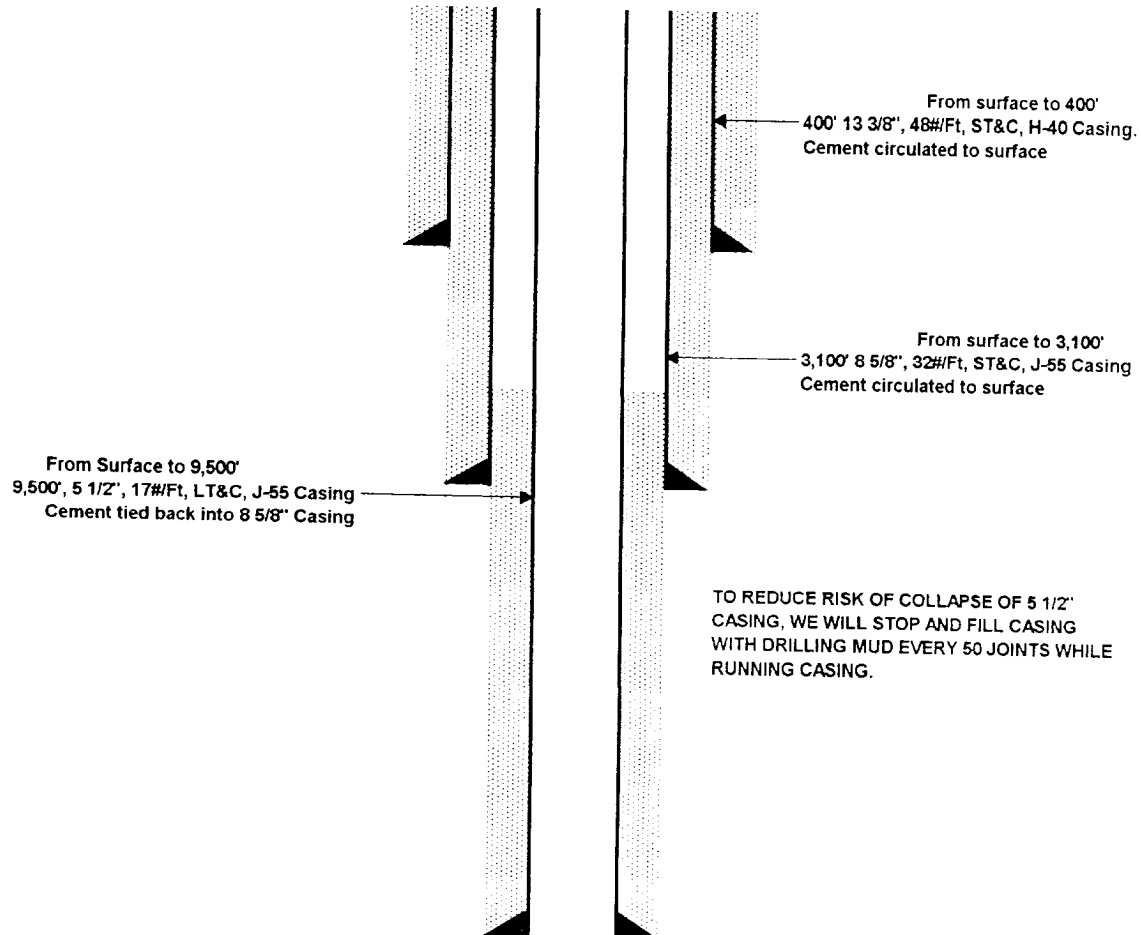 From surface to 400'
400' 13 3/8", 48#/Ft, ST&C, H-40 Casing.
Cement circulated to surface
From surface to 3,100'
3,100' 8 5/8", 32#/Ft, ST&C, J-55 Casing
Cement circulated to surface
From Surface to 9,500'
9,500', 5 1/2", 17#/Ft, LT&C, J-55 Casing
Cement tied back into 8 5/8" Casing
TO REDUCE RISK OF COLLAPSE OF 5 1/2"
CASING, WE WILL STOP AND FILL CASING
WITH DRILLING MUD EVERY 50 JOINTS WHILE
RUNNING CASING.